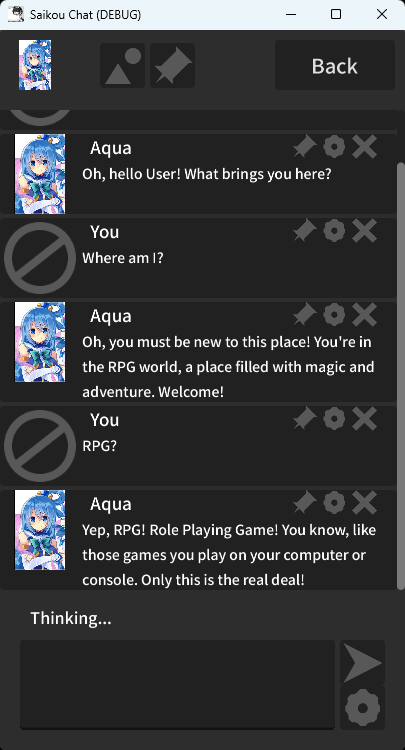 Saikou Chat (DEBUG)
Back
Aqua
Oh, hello User! What brings you here?
You
Where am I?
Aqua
Oh, you must be new to this place! You're in
the RPG world, a place filled with magic and
adventure. Welcome!
You
RPG?
Aqua
Yep, RPG! Role Playing Game! You know, like
those games you play on your computer or
console. Only this is the real deal!
Thinking...